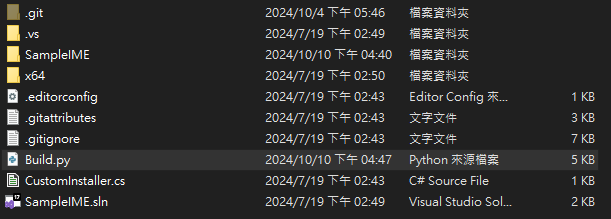 .git 2024/10/4 下午 05:46 檔案資料夾
.vs 2024/7/19 下午 02:49 檔案資料夾
SampleIME 2024/10/10 下午 04:40 檔案資料夾
x64 2024/7/19 下午 02:50 檔案資料夾
.editorconfig 2024/7/19 下午 02:43 Editor Config 來... 1 KB
.gitattributes 2024/7/19 下午 02:43 文字文件 3 KB
.gitignore 2024/7/19 下午 02:43 文字文件 7 KB
Build.py 2024/10/10 下午 04:47 Python 來源檔案 5 KB
CustomInstaller.cs 2024/7/19 下午 02:43 C# Source File 1 KB
SampleIME.sln 2024/7/19 下午 02:49 Visual Studio Sol... 2 KB